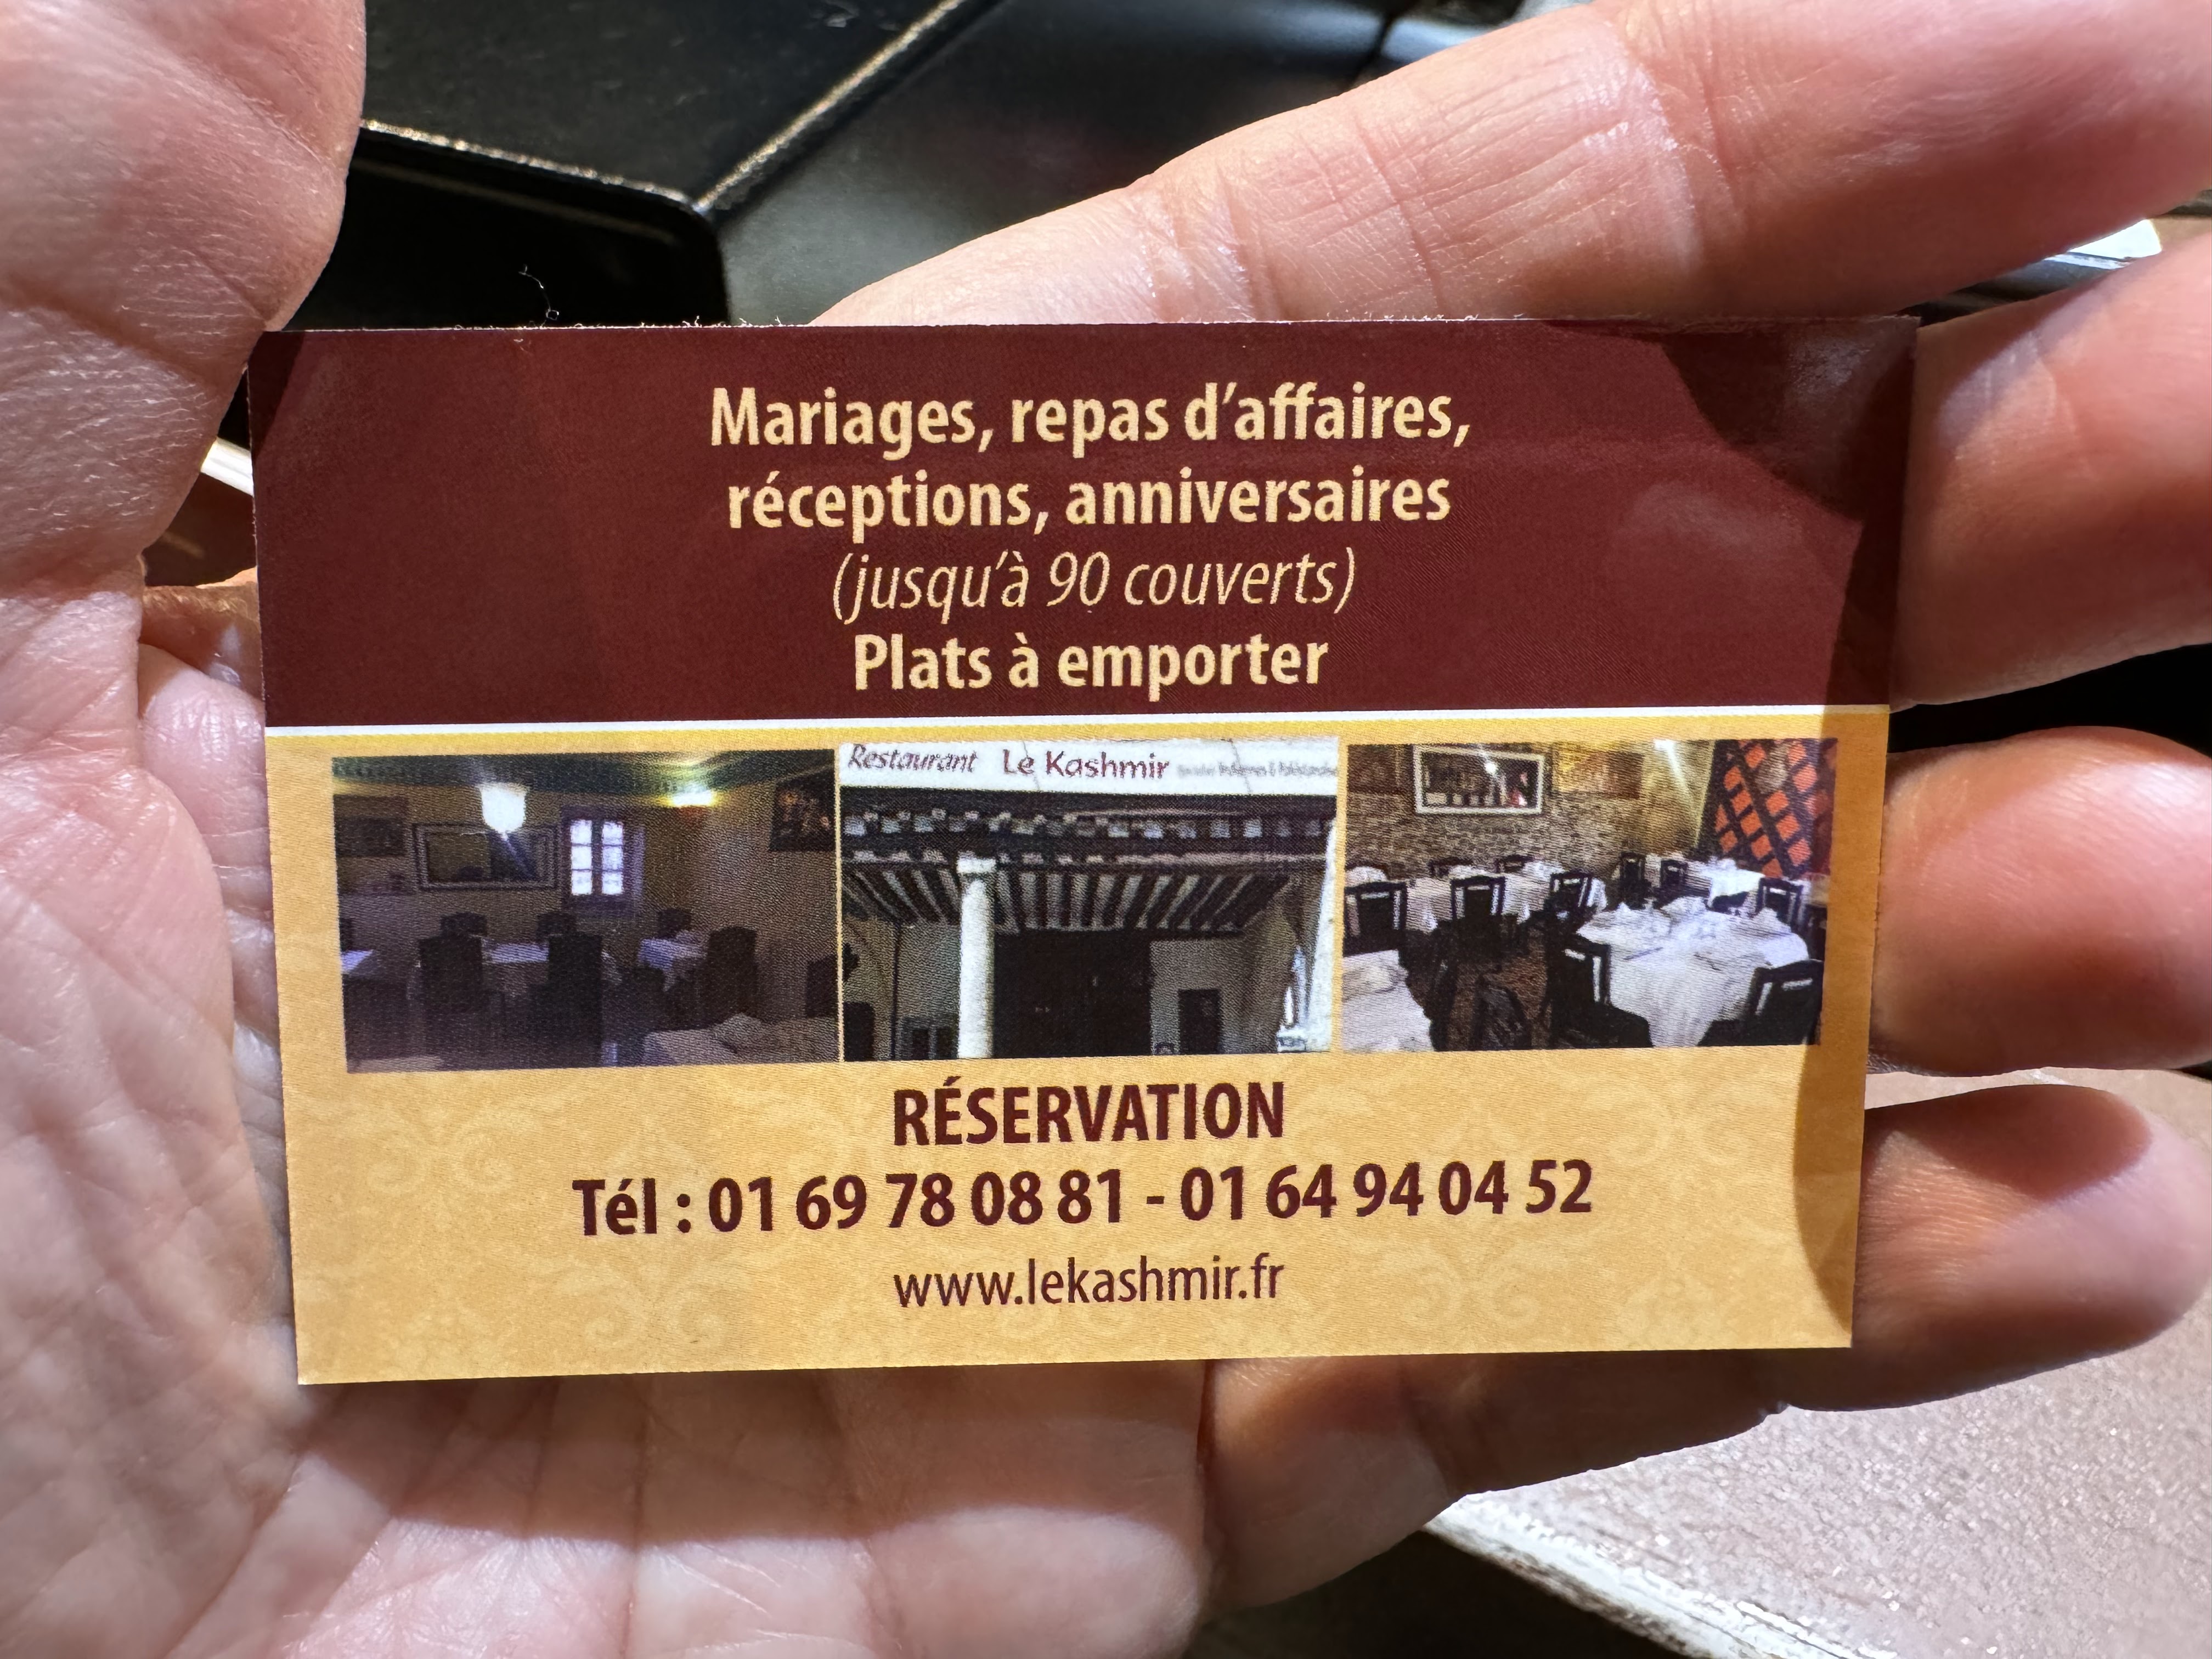 Mariages, repas d'affaires,
réceptions, anniversaires
(jusqu'à 90 couverts)
Plats à emporter
Restaurant Le Kashmir
RÉSERVATION
Tél : 01 69 78 08 81 - 01 64 94 04 52
www.lekashmir.fr